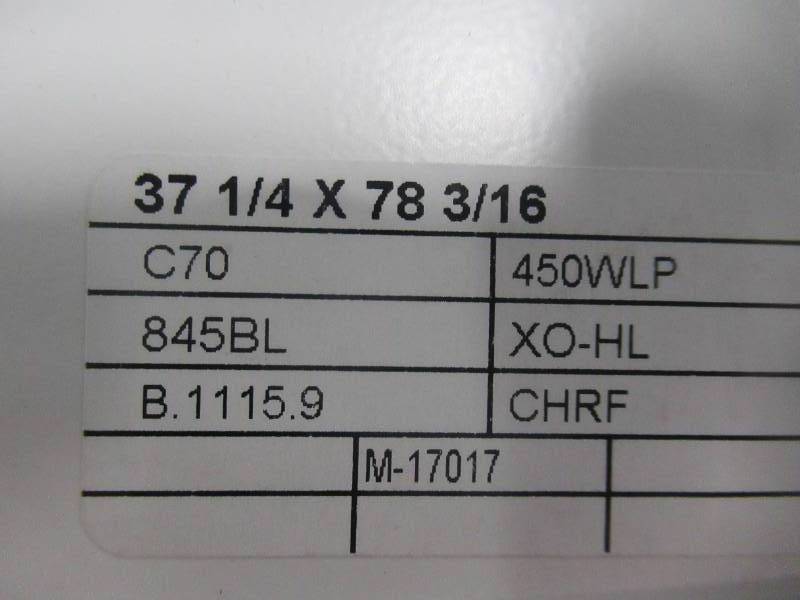 37 1/4 X 78 3/16
C70 450WLP
845BL XO-HL
B.1115.9 CHRF
M-17017